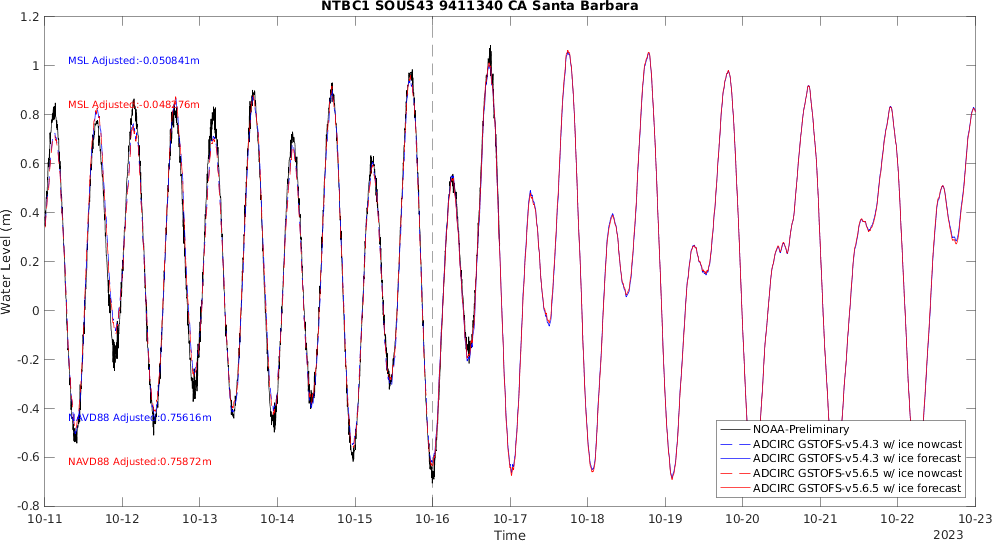 NTBC1 SOUS43 9411340 CA Santa Barbara
1.2
1
0.8
0.6
0.4
0.2
0
-0.2
-0.4
-0.6
-0.8
Water Level (m)
MSL Adjusted:-0.050841m
MSL Adjusted:-0.048276m
NAVD88 Adjusted:0.75616m
NAVD88 Adjusted:0.75872m
NOAA-Preliminary
ADCIRC GSTOFS-v5.4.3 w/ ice nowcast
ADCIRC GSTOFS-v5.4.3 w/ ice forecast
ADCIRC GSTOFS-v5.6.5 w/ ice nowcast
ADCIRC GSTOFS-v5.6.5 w/ ice forecast
10-11 10-12 10-13 10-14 10-15 10-16 10-17 10-18 10-19 10-20 10-21 10-22 10-23
Time
2023